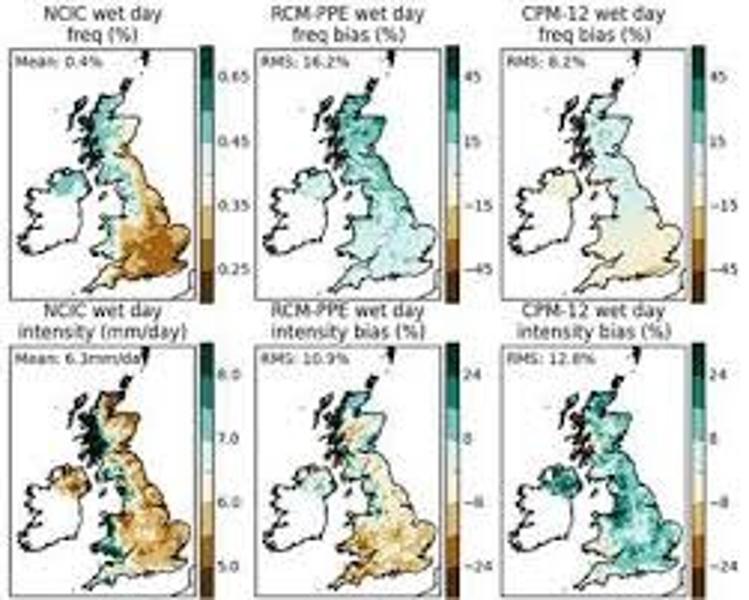 NCIC wet day
freq (%)
RCM-PPE wet day
freq bias (%)
CPM-12 wet day
freq bias (%)
Mean: 0.4%
RMS: 16.2%
RMS: 8.2%
0.65
0.45
0.35
0.25
45
15
−15
−45
45
15
−15
−45
NCIC wet day
intensity (mm/day)
RCM-PPE wet day
intensity bias (%)
CPM-12 wet day
intensity bias (%)
Mean: 6.3mm/da
RMS: 10.9%
RMS: 12.8%
8.0
7.0
6.0
5.0
24
8
−8
−24
24
8
−8
−24